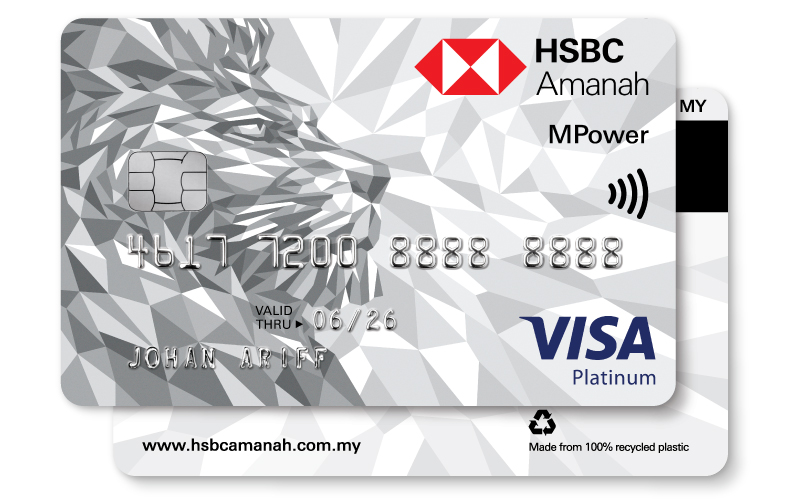 HSBC
Amanah
MY
MPower
4617 7200 8888 8888
VALID
THRU 06/26
JOHAN ARIFF
VISA
Platinum
www.hsbcamanah.com.my
Made from 100% recycled plastic